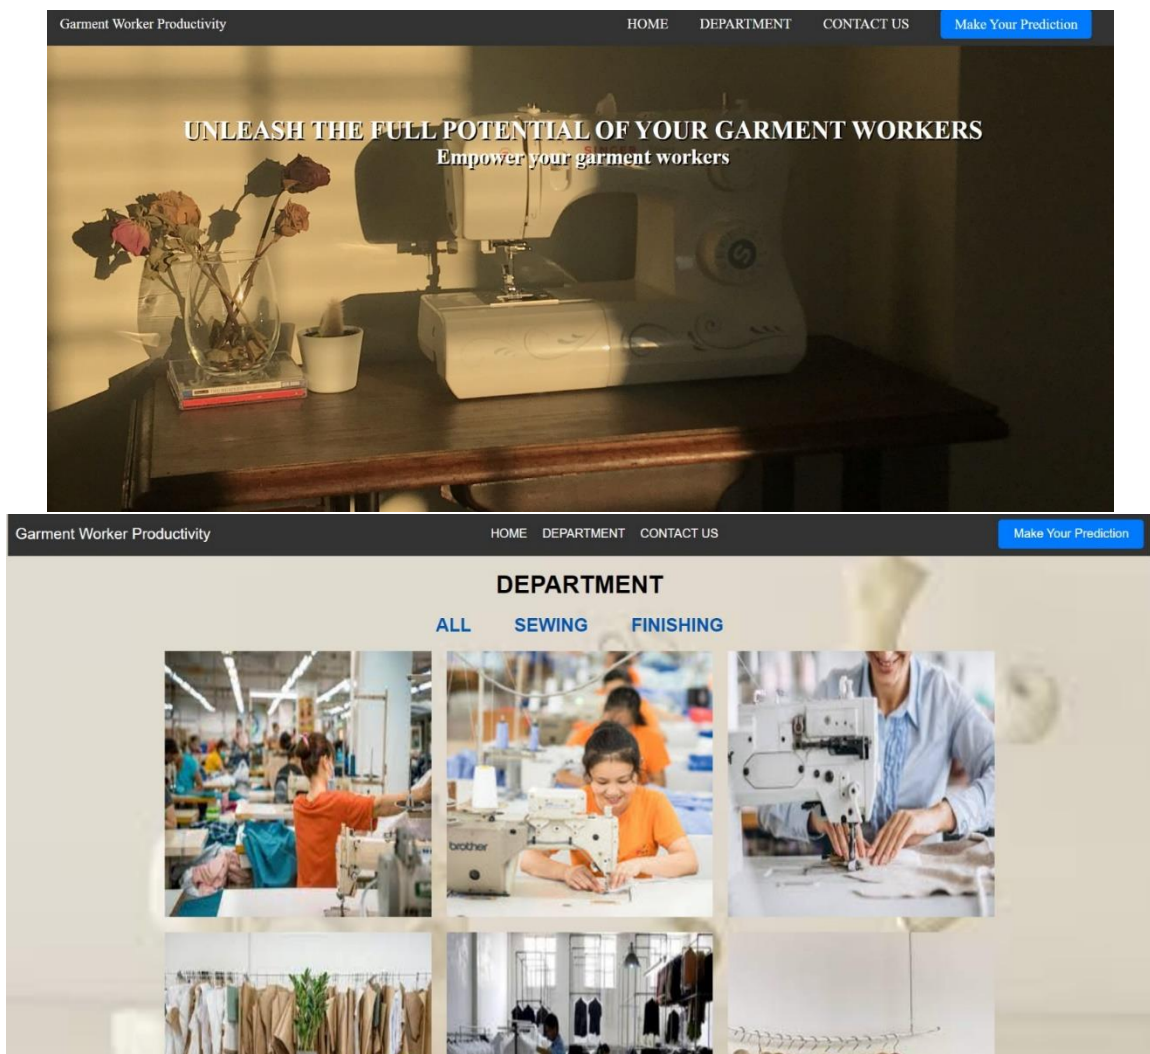 Garment Worker Productivity HOME DEPARTMENT CONTACT US Make Your Prediction
UNLEASH THE FULL POTENTIAL OF YOUR GARMENT WORKERS
SINGER
Empower your garment workers
S
Garment Worker Productivity HOME DEPARTMENT CONTACT US Make Your Prediction
DEPARTMENT
ALL SEWING FINISHING
brother